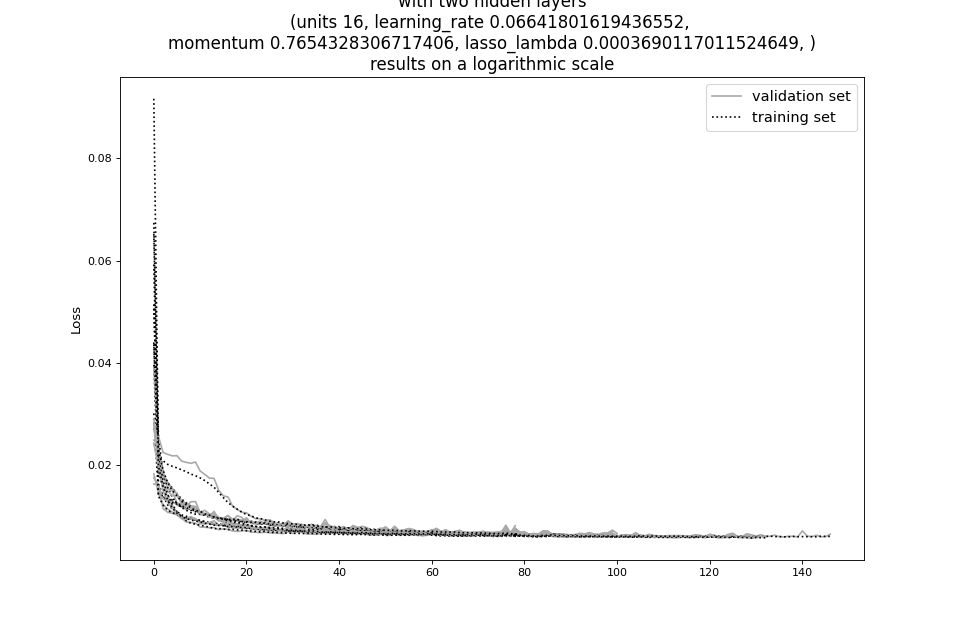 with two hidden layers
(units 16, learning_rate 0.06641801619436552,
momentum 0.7654328306717406, lasso_lambda 0.0003690117011524649, )
results on a logarithmic scale
validation set
training set
0.08
0.06
0.04
0.02
Loss
0 20 40 60 80 100 120 140